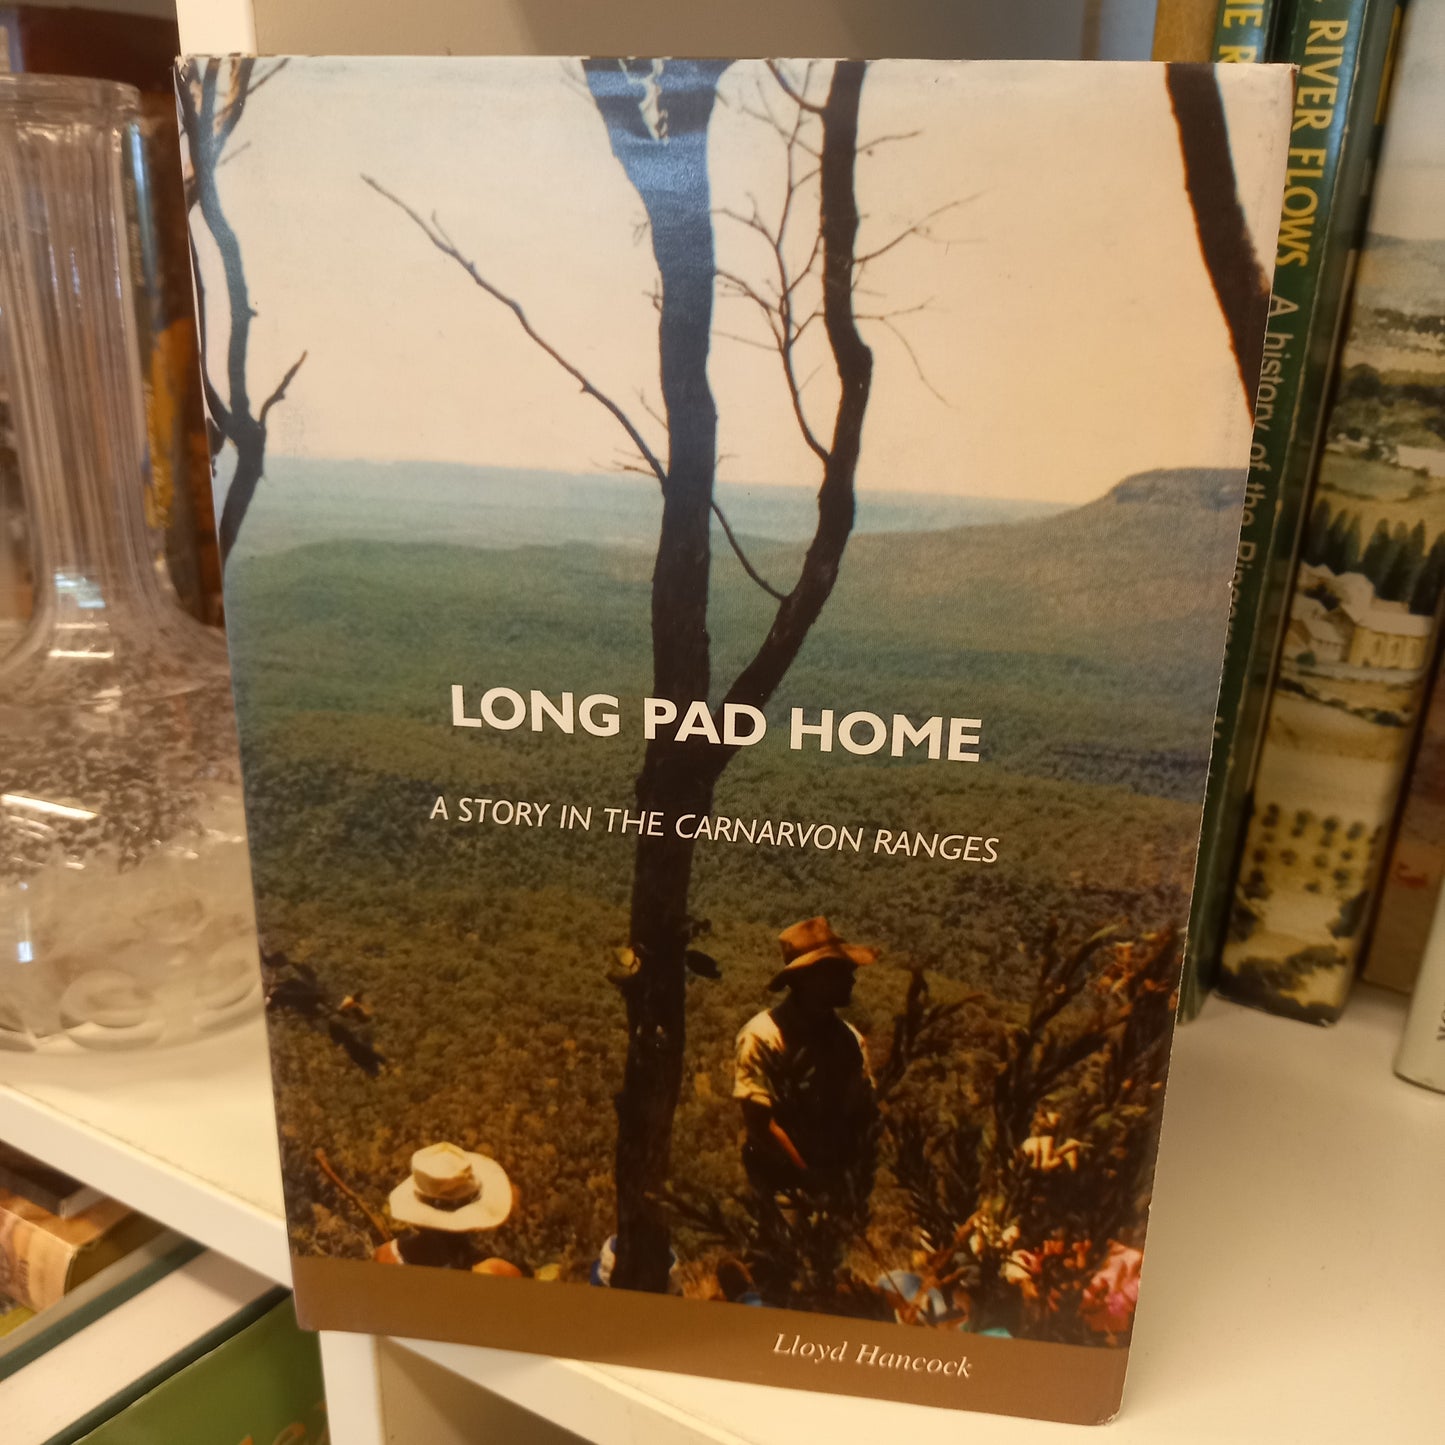 LONG PAD HOME
A STORY IN THE CARNARVON RANGES
Lloyd Hancock
RIVER FLOWS A history of the